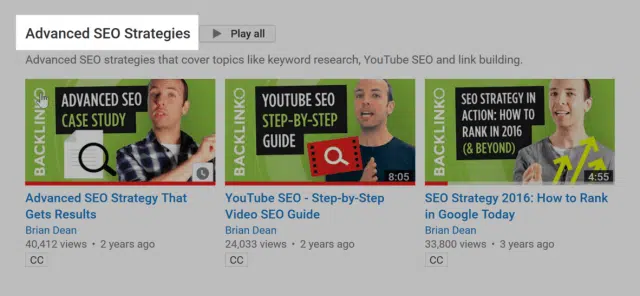 Advanced SEO Strategies
Play all
Advanced SEO strategies that cover topics like keyword research, YouTube SEO and link building.
BACKLINKO
ADVANCED SEO
CASE STUDY
BACKLINKO
YOUTUBE SEO
STEP-BY-STEP
GUIDE
8:05
BACKLINKO
SEO STRATEGY IN
ACTION: HOW TO
RANK IN 2016
(& BEYOND)
4:55
Advanced SEO Strategy That
Gets Results
Brian Dean
40,412 views • 2 years ago
CC
YouTube SEO - Step-by-Step
Video SEO Guide
Brian Dean
24,033 views • 2 years ago
CC
SEO Strategy 2016: How to Rank
in Google Today
Brian Dean
33,800 views • 3 years ago
CC